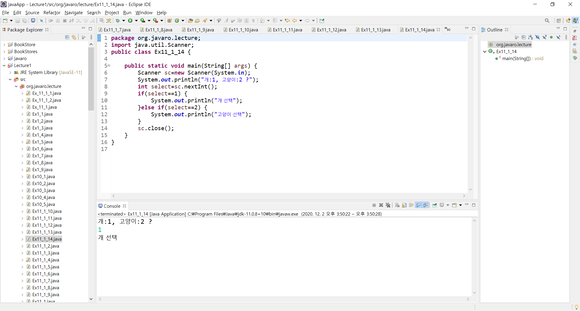 javaApp - Lecture1/src/org/javaro/lecture/Ex11_1_14.java - Eclipse IDE
File Edit Source Refactor Navigate Search Project Run Window Help
Package Explorer
BookStore
BookStores
javaro
Lecture1
JRE System Library [JavaSE-11]
src
org.javaro.lecture
Ex_11_1_1.java
Ex_11_1_2.java
Ex_11_1.java
Ex1_1.java
Ex1_2.java
Ex1_3.java
Ex1_4.java
Ex1_5.java
Ex1_6.java
Ex1_7.java
Ex1_8.java
Ex1_9.java
Ex10_1.java
Ex10_2.java
Ex10_3.java
Ex10_4.java
Ex10_5.java
Ex11_1_10.java
Ex11_1_11.java
Ex11_1_12.java
Ex11_1_13.java
Ex11_1_14.java
Ex11_1_2.java
Ex11_1_3.java
Ex11_1_4.java
Ex11_1_5.java
Ex11_1_6.java
Ex11_1_7.java
Ex11_1_8.java
Ex11_1_9.java
Ex11_1.java
Ex11_1_7.java Ex11_1_8.java Ex11_1_9.java Ex11_1_10.java Ex11_1_11.java Ex11_1_12.java Ex11_1_13.java Ex11_1_14.java
1 package org.javaro.lecture;
2 import java.util.Scanner;
3 public class Ex11_1_14 {
4
5 public static void main(String[] args) {
6 Scanner sc=new Scanner(System.in);
7 System.out.println("개:1, 고양이:2 ?");
8 int select=sc.nextInt();
9 if(select==1) {
10 System.out.println("개 선택");
11 }else if(select==2) {
12 System.out.println("고양이 선택");
13 }
14 sc.close();
15 }
16 }
17
Console
<terminated> Ex11_1_14 [Java Application] C:\Program Files\Java\jdk-11.0.8+10\bin\javaw.exe (2020. 12. 2 오후 3:50:22 – 오후 3:50:28)
개:1, 고양이:2 ?
1
개 선택
Outline
org.javaro.lecture
Ex11_1_14
main(String[]) : void